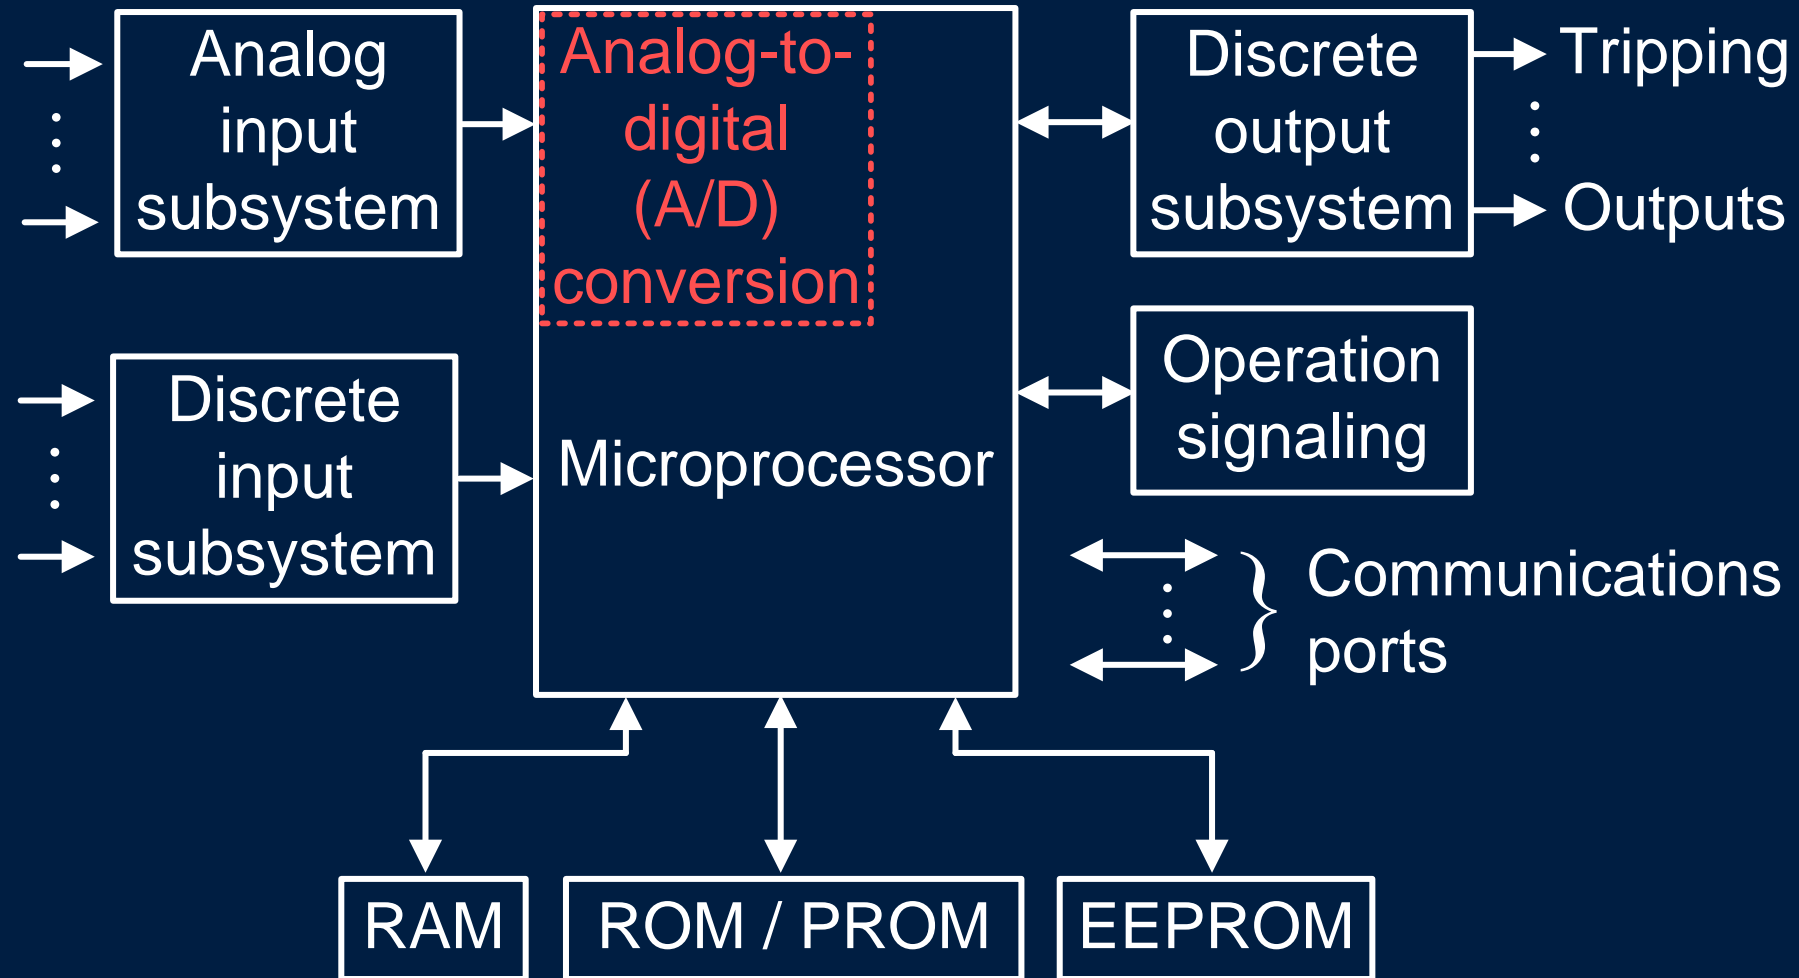 Analog
input
subsystem
Analog-to-
digital
(A/D)
conversion
Discrete
output
subsystem
Tripping
Outputs
Discrete
input
subsystem
Microprocessor
Operation
signaling
Communications
ports
RAM
ROM / PROM
EEPROM